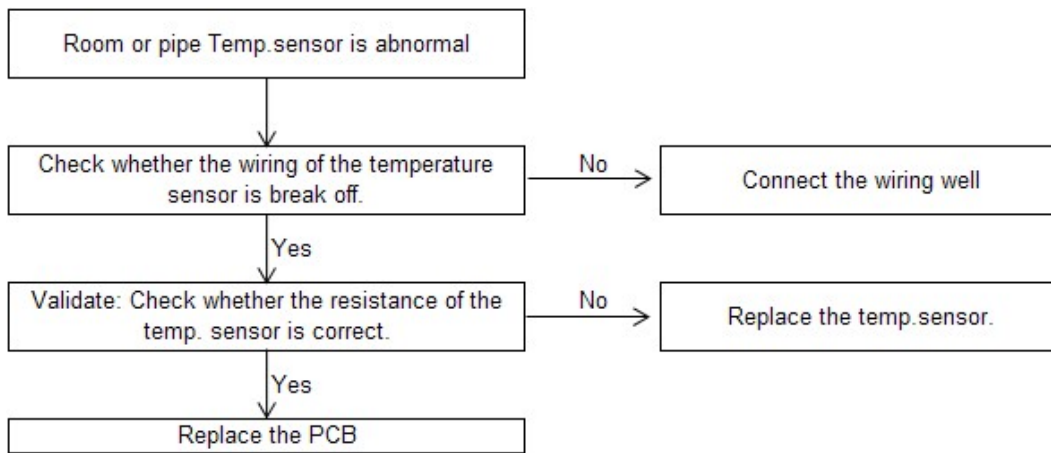 Room or pipe Temp.sensor is abnormal
Check whether the wiring of the temperature
sensor is break off.
No
Connect the wiring well
Yes
Validate: Check whether the resistance of the
temp. sensor is correct.
No
Replace the temp.sensor.
Yes
Replace the PCB